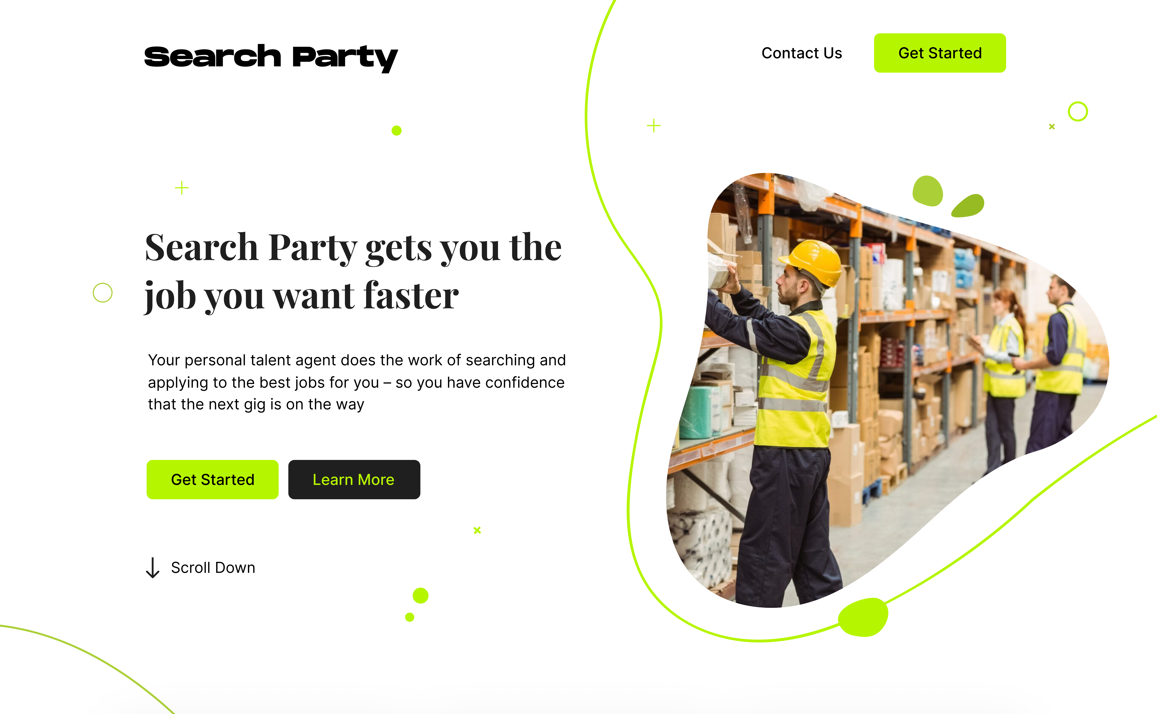 Search Party
Contact Us
Get Started
Search Party gets you the
job you want faster
Your personal talent agent does the work of searching and
applying to the best jobs for you – so you have confidence
that the next gig is on the way
Get Started
Learn More
Scroll Down